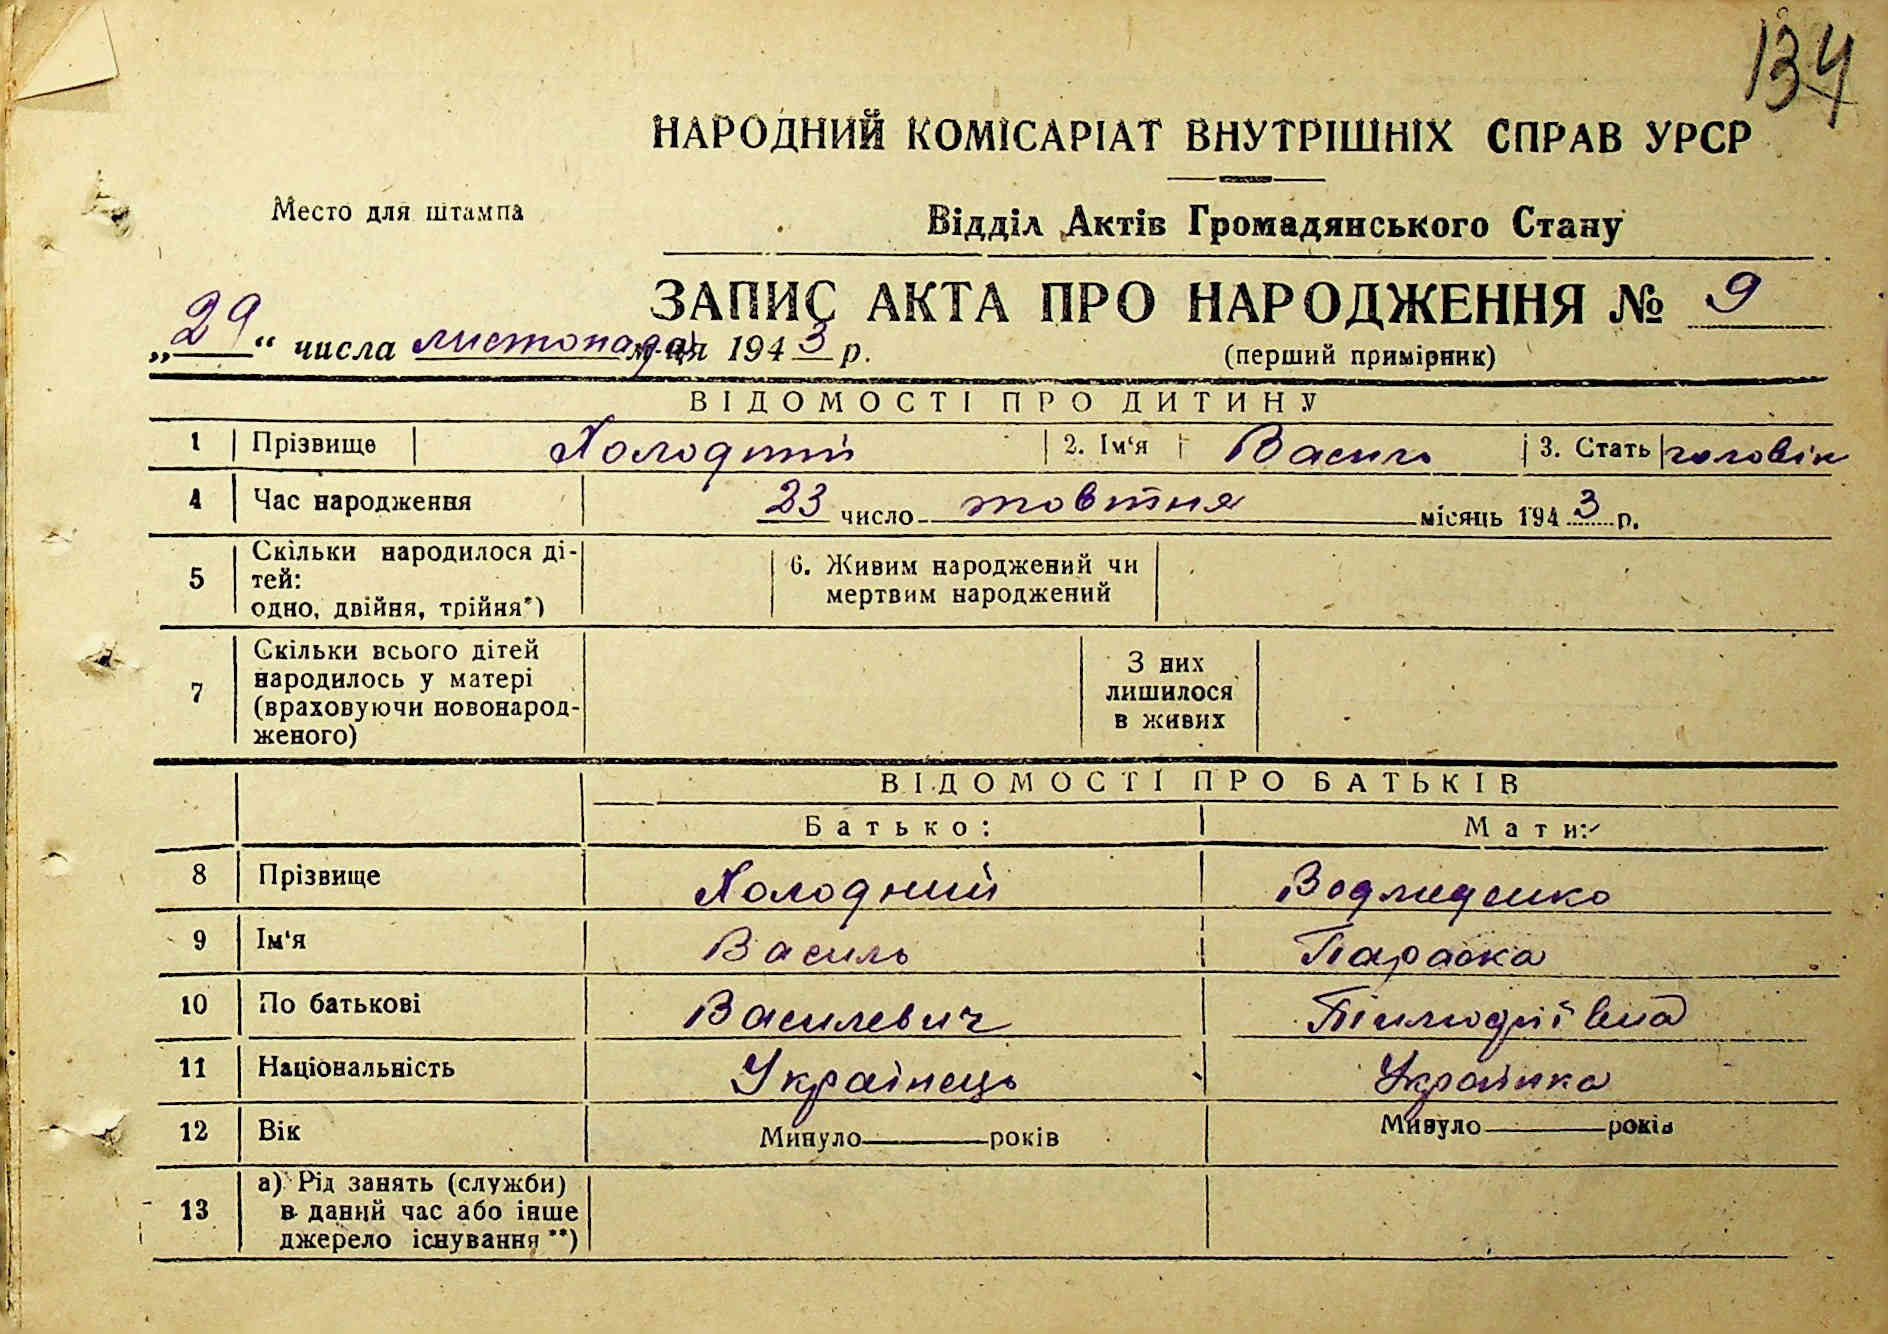 134
НАРОДНИЙ КОМІСАРІАТ ВНУТРІШНІХ СПРАВ УРСР
Место для штампа
Відділ Актів Громадянського Стану
ЗАПИС АКТА ПРО НАРОДЖЕННЯ № 9
„29“ числа листопада м-ця 1943 р.
(перший примірник)
ВІДОМОСТІ ПРО ДИТИНУ
1 Прізвище Холодний 2. Ім‘я Василь 3. Стать чоловік
4 Час народження 23 число жовтня місяць 1943 р.
5 Скільки народилося ді-
тей:
одно, двійня, трійня*)
6. Живим народжений чи
мертвим народжений
7 Скільки всього дітей
народилось у матері
(враховуючи новонарод-
женого)
З них
лишилося
в живих
ВІДОМОСТІ ПРО БАТЬКІВ
Батько: Мати:
8 Прізвище Холодний
9 Ім‘я Василь Параска
10 По батькові Василевич
11 Національність Українець Українка
12 Вік Минуло — років Минуло — років
13 а) Рід занять (служби)
в даний час або інше
джерело існування **)